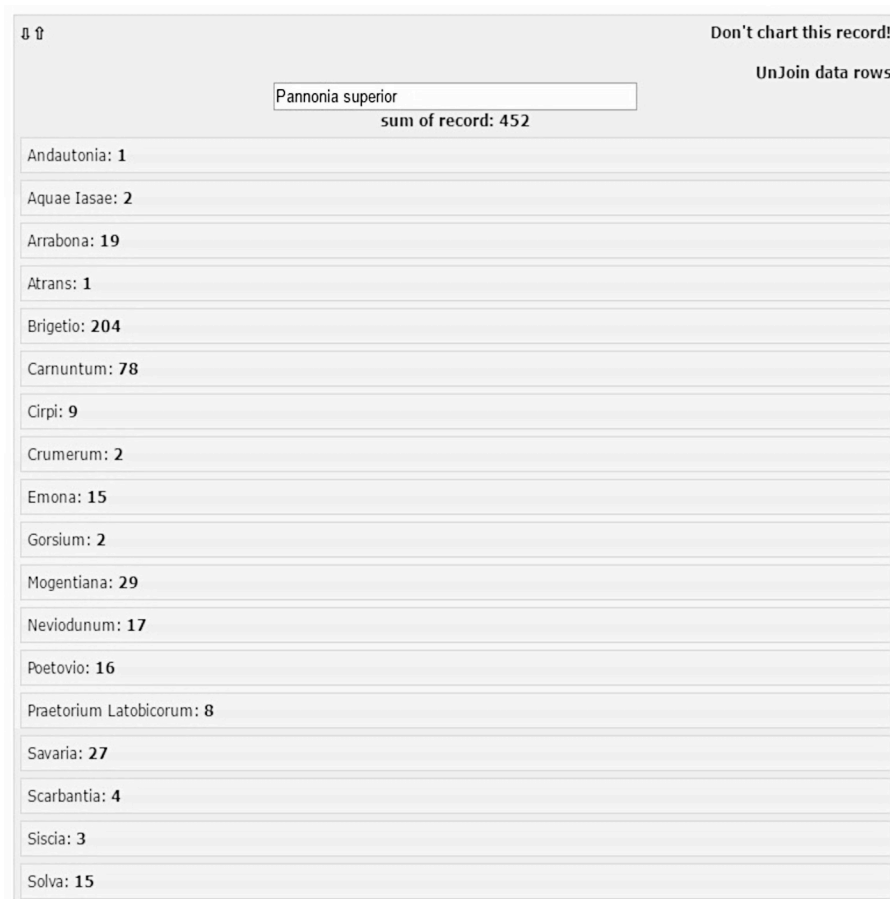 ⇩ ⇧ Don't chart this record!
UnJoin data rows
Pannonia superior
sum of record: 452
Andautonia: 1
Aquae Iasae: 2
Arrabona: 19
Atrans: 1
Brigetio: 204
Carnuntum: 78
Cirpi: 9
Crumerum: 2
Emona: 15
Gorsium: 2
Mogentiana: 29
Neviodunum: 17
Poetovio: 16
Praetorium Latobicorum: 8
Savaria: 27
Scarbantia: 4
Siscia: 3
Solva: 15